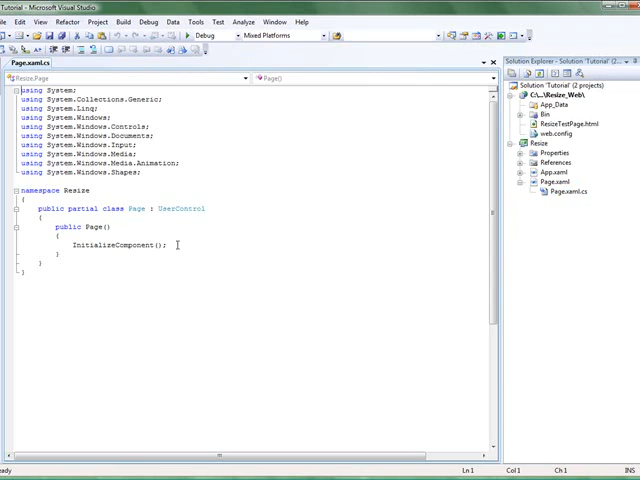 Tutorial - Microsoft Visual Studio
Edit View Refactor Project Build Debug Data Tools Test Analyze Window Help
Debug Mixed Platforms
Page.xaml.cs
Resize.Page Page()
using System;
using System.Collections.Generic;
using System.Linq;
using System.Windows;
using System.Windows.Controls;
using System.Windows.Documents;
using System.Windows.Input;
using System.Windows.Media;
using System.Windows.Media.Animation;
using System.Windows.Shapes;
namespace Resize
{
public partial class Page : UserControl
{
public Page()
{
InitializeComponent();
}
}
}
Solution Explorer - Solution 'Tutorial'
Solution 'Tutorial' (2 projects)
C:\...\Resize_Web\
App_Data
Bin
ResizeTestPage.html
web.config
Resize
Properties
References
App.xaml
Page.xaml
Page.xaml.cs
eady Ln 1 Col 1 Ch 1 INS